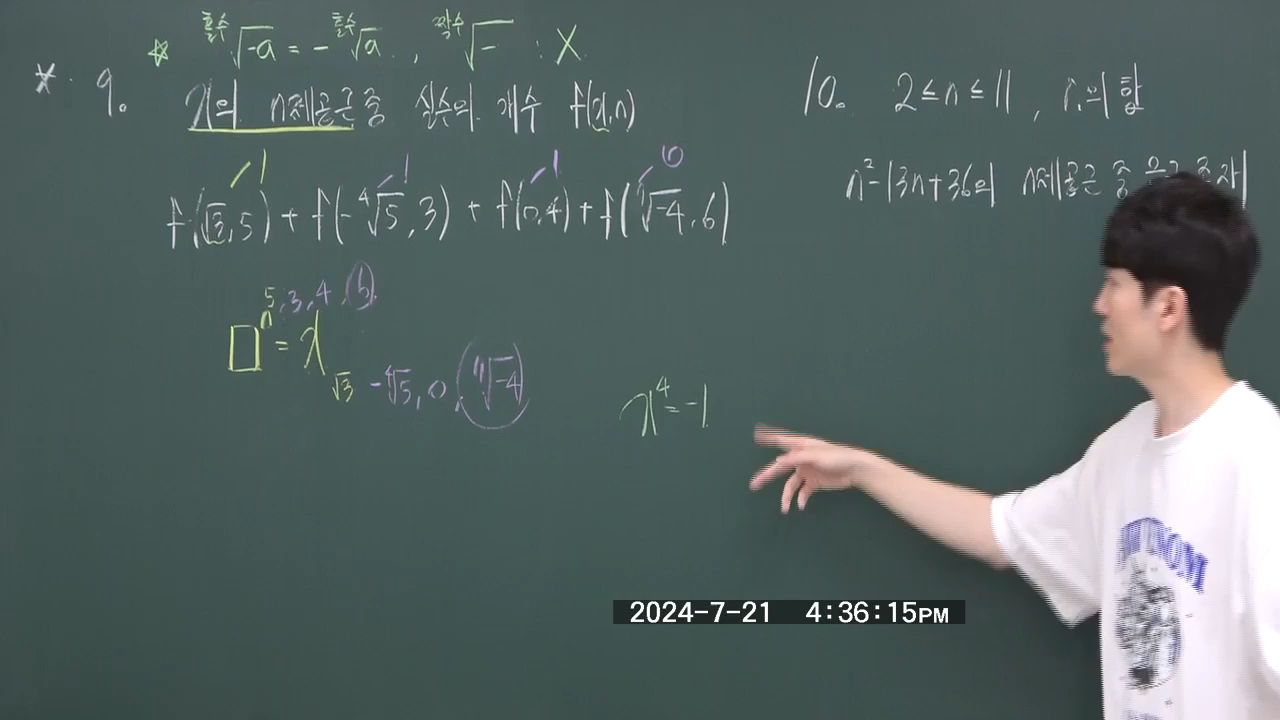 ☆ 홀수√-a = -홀수√a , 짝수√- : X
* 9. x의 n제곱근 중 실수의 개수 f(x,n)
1 1 1 0
f(√3,5) + f(-⁴√5,3) + f(0,4) + f(ⁿ√-4,6)
5, 3, 4, 6
□ⁿ = x
√3 -⁴√5, 0, ⁿ√-4
x⁴=-1
10. 2≤n≤11, n의 합
n²-13n+36의 n제곱근 중
2024-7-21 4:36:15PM